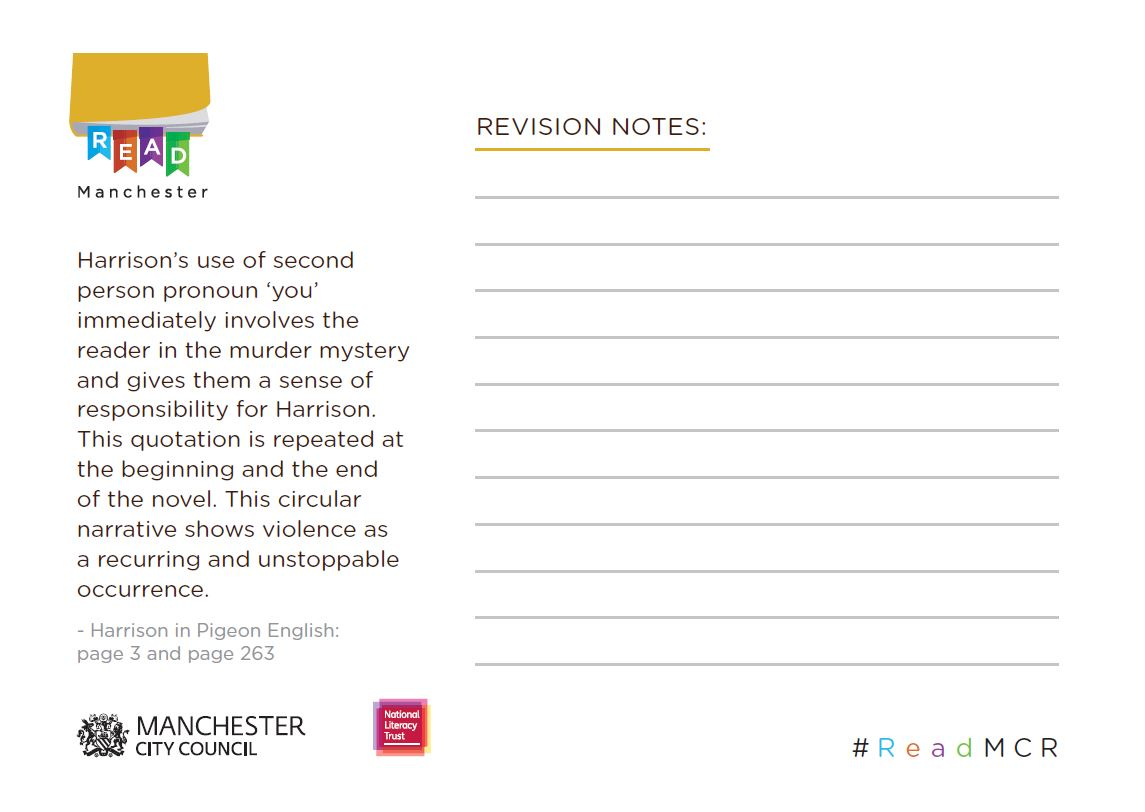 READ
Manchester
Harrison’s use of second
person pronoun ‘you’
immediately involves the
reader in the murder mystery
and gives them a sense of
responsibility for Harrison.
This quotation is repeated at
the beginning and the end
of the novel. This circular
narrative shows violence as
a recurring and unstoppable
occurrence.
- Harrison in Pigeon English:
page 3 and page 263
MANCHESTER
CITY COUNCIL
National
Literacy
Trust
REVISION NOTES:
#ReadMCR